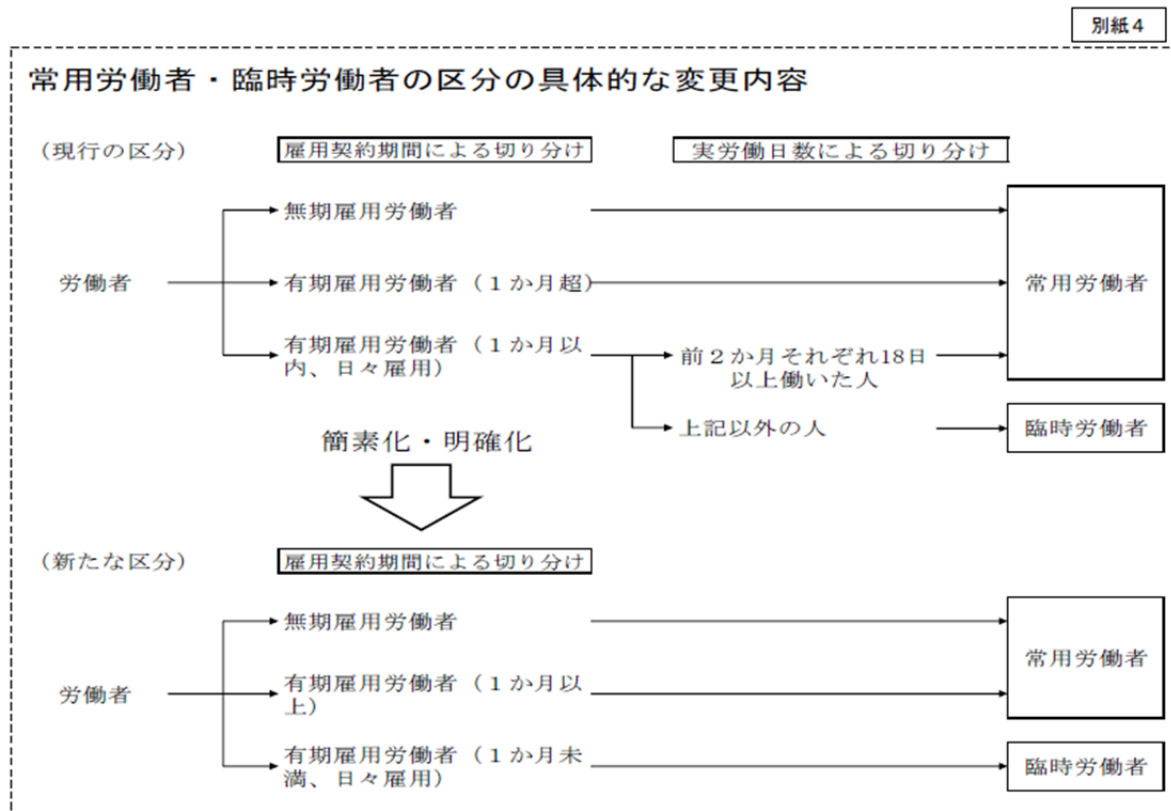 別紙4
常用労働者・臨時労働者の区分の具体的な変更内容
(現行の区分)
雇用契約期間による切り分け
実労働日数による切り分け
無期雇用労働者
労働者
有期雇用労働者(1か月超)
常用労働者
有期雇用労働者(1か月以
内、日々雇用)
前2か月それぞれ18日
以上働いた人
上記以外の人
臨時労働者
簡素化・明確化
(新たな区分)
雇用契約期間による切り分け
無期雇用労働者
常用労働者
労働者
有期雇用労働者(1か月以
上)
有期雇用労働者(1か月未
満、日々雇用)
臨時労働者